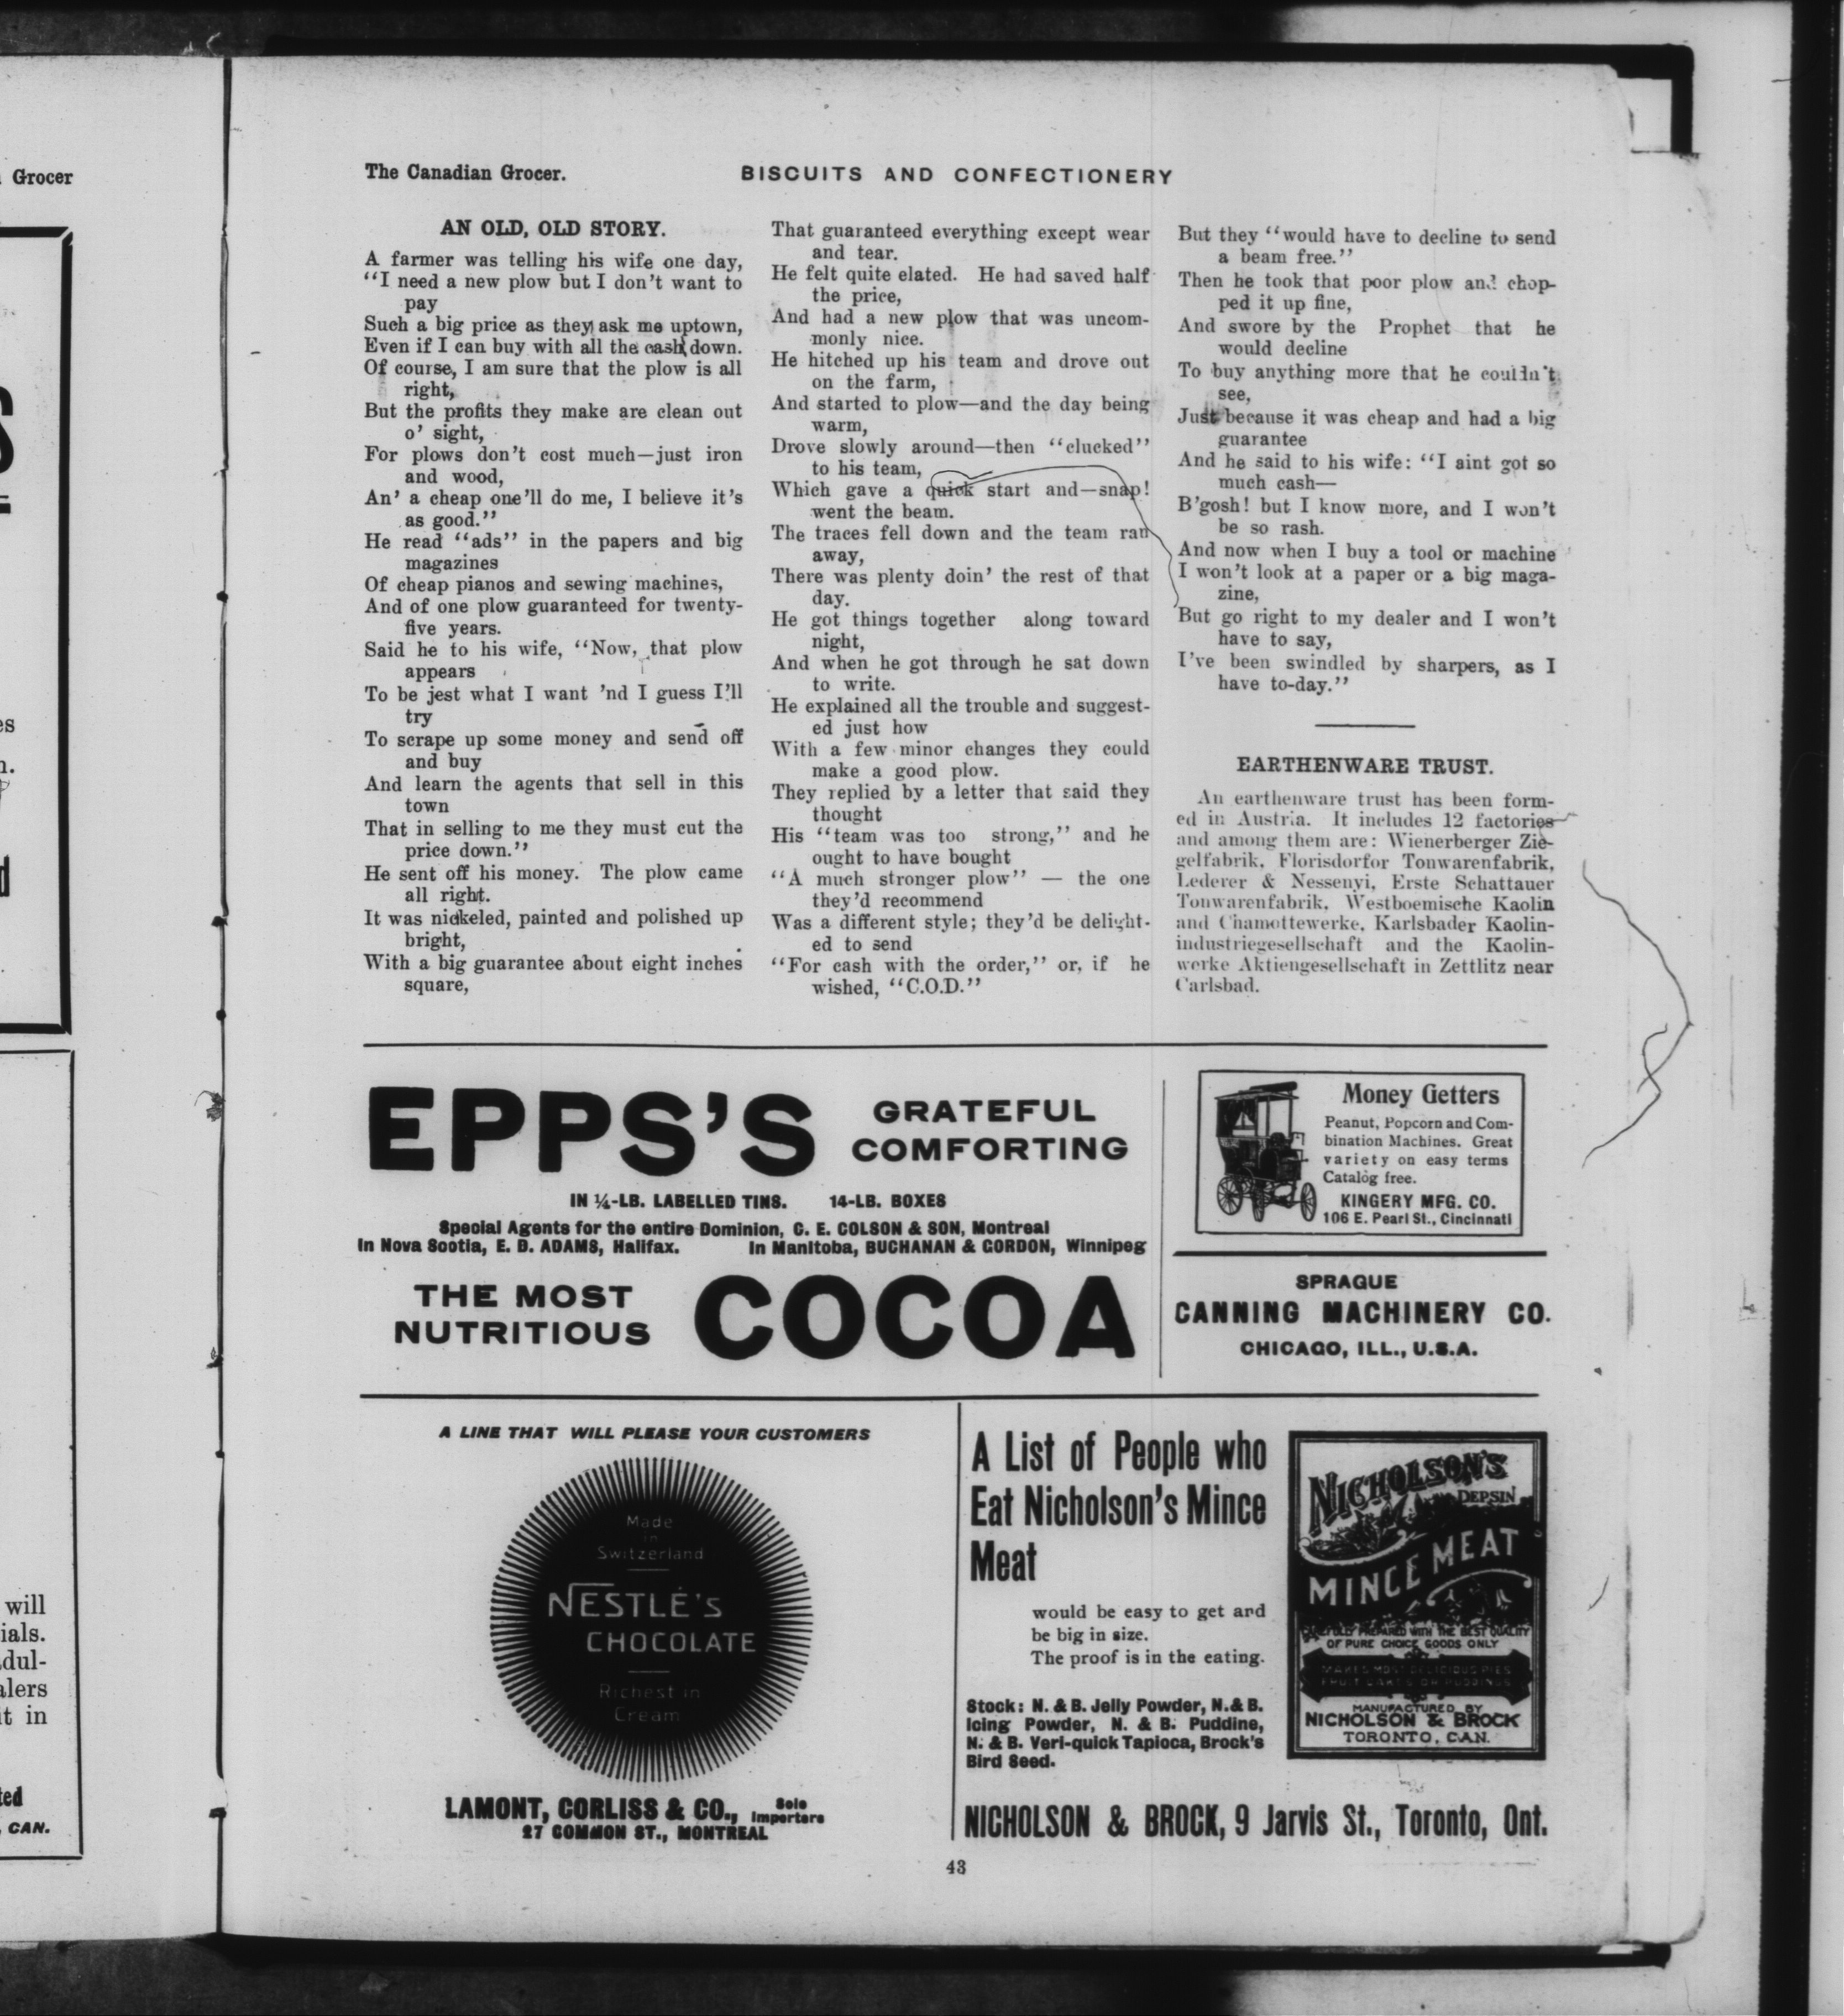 Grocer
es
n.
d
will
ials.
dul-
alers
it in
ted
, CAN.
The Canadian Grocer.
BISCUITS AND CONFECTIONERY
AN OLD, OLD STORY.
A farmer was telling his wife one day,
“I need a new plow but I don’t want to
pay
Such a big price as they ask me uptown,
Even if I can buy with all the cash down.
Of course, I am sure that the plow is all
right,
But the profits they make are clean out
o’ sight,
For plows don’t cost much—just iron
and wood,
An’ a cheap one’ll do me, I believe it’s
as good.”
He read “ads” in the papers and big
magazines
Of cheap pianos and sewing machines,
And of one plow guaranteed for twenty-
five years.
Said he to his wife, “Now, that plow
appears
To be jest what I want ’nd I guess I’ll
try
To scrape up some money and send off
and buy
And learn the agents that sell in this
town
That in selling to me they must cut the
price down.”
He sent off his money. The plow came
all right.
It was nickeled, painted and polished up
bright,
With a big guarantee about eight inches
square,
That guaranteed everything except wear
and tear.
He felt quite elated. He had saved half
the price,
And had a new plow that was uncom-
monly nice.
He hitched up his team and drove out
on the farm,
And started to plow—and the day being
warm,
Drove slowly around—then “clucked”
to his team,
Which gave a quick start and—snap!
went the beam.
The traces fell down and the team ran
away,
There was plenty doin’ the rest of that
day.
He got things together along toward
night,
And when he got through he sat down
to write.
He explained all the trouble and suggest-
ed just how
With a few minor changes they could
make a good plow.
They replied by a letter that said they
thought
His “team was too strong,” and he
ought to have bought
“A much stronger plow” — the one
they’d recommend
Was a different style; they’d be delight-
ed to send
“For cash with the order,” or, if he
wished, “C.O.D.”
But they “would have to decline to send
a beam free.”
Then he took that poor plow and chop-
ped it up fine,
And swore by the Prophet that he
would decline
To buy anything more that he couldn’t
see,
Just because it was cheap and had a big
guarantee
And he said to his wife: “I aint got so
much cash—
B’gosh! but I know more, and I won’t
be so rash.
And now when I buy a tool or machine
I won’t look at a paper or a big maga-
zine,
But go right to my dealer and I won’t
have to say,
I’ve been swindled by sharpers, as I
have to-day.”
EARTHENWARE TRUST.
An earthenware trust has been form-
ed in Austria. It includes 12 factories
and among them are: Wienerberger Zie-
gelfabrik, Florisdorfor Tonwarenfabrik,
Lederer & Nessenyi, Erste Schattauer
Tonwarenfabrik, Westboemische Kaolin
and Chamottewerke, Karlsbader Kaolin-
industriegesellschaft and the Kaolin-
werke Aktiengesellschaft in Zettlitz near
Carlsbad.
EPPS’S
GRATEFUL
COMFORTING
IN ¼-LB. LABELLED TINS. 14-LB. BOXES
Special Agents for the entire Dominion, C. E. COLSON & SON, Montreal
In Nova Scotia, E. D. ADAMS, Halifax. In Manitoba, BUCHANAN & GORDON, Winnipeg
THE MOST
NUTRITIOUS
COCOA
Money Getters
Peanut, Popcorn and Com-
bination Machines. Great
variety on easy terms
Catalog free.
KINGERY MFG. CO.
106 E. Pearl St., Cincinnati
SPRAGUE
CANNING MACHINERY CO.
CHICAGO, ILL., U.S.A.
A LINE THAT WILL PLEASE YOUR CUSTOMERS
Made
in
Switzerland
NESTLÉ’S
CHOCOLATE
Richest in
Cream
LAMONT, CORLISS & CO., Sole Importers
27 COMMON ST., MONTREAL
A List of People who
Eat Nicholson’s Mince
Meat
would be easy to get and
be big in size.
The proof is in the eating.
Stock: N. & B. Jelly Powder, N. & B.
Icing Powder, N. & B. Puddine,
N. & B. Veri-quick Tapioca, Brock’s
Bird Seed.
NICHOLSON’S
DEPSIN
MINCE MEAT
CAREFULLY PREPARED WITH THE BEST QUALITY
OF PURE CHOICE GOODS ONLY
MAKES MOST DELICIOUS PIES
FRUIT CAKES OR PUDDINGS
MANUFACTURED BY
NICHOLSON & BROCK
TORONTO, CAN.
NICHOLSON & BROCK, 9 Jarvis St., Toronto, Ont.
43